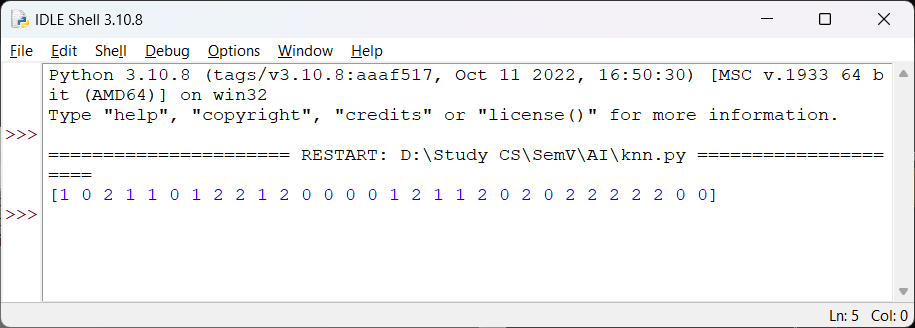 IDLE Shell 3.10.8
File Edit Shell Debug Options Window Help
Python 3.10.8 (tags/v3.10.8:aaaf517, Oct 11 2022, 16:50:30) [MSC v.1933 64 b
it (AMD64)] on win32
Type "help", "copyright", "credits" or "license()" for more information.
>>>
====================== RESTART: D:\Study CS\SemV\AI\knn.py =================
====
[1 0 2 1 1 0 1 2 2 1 2 0 0 0 0 1 2 1 1 2 0 2 0 2 2 2 2 2 0 0]
>>>
Ln: 5 Col: 0